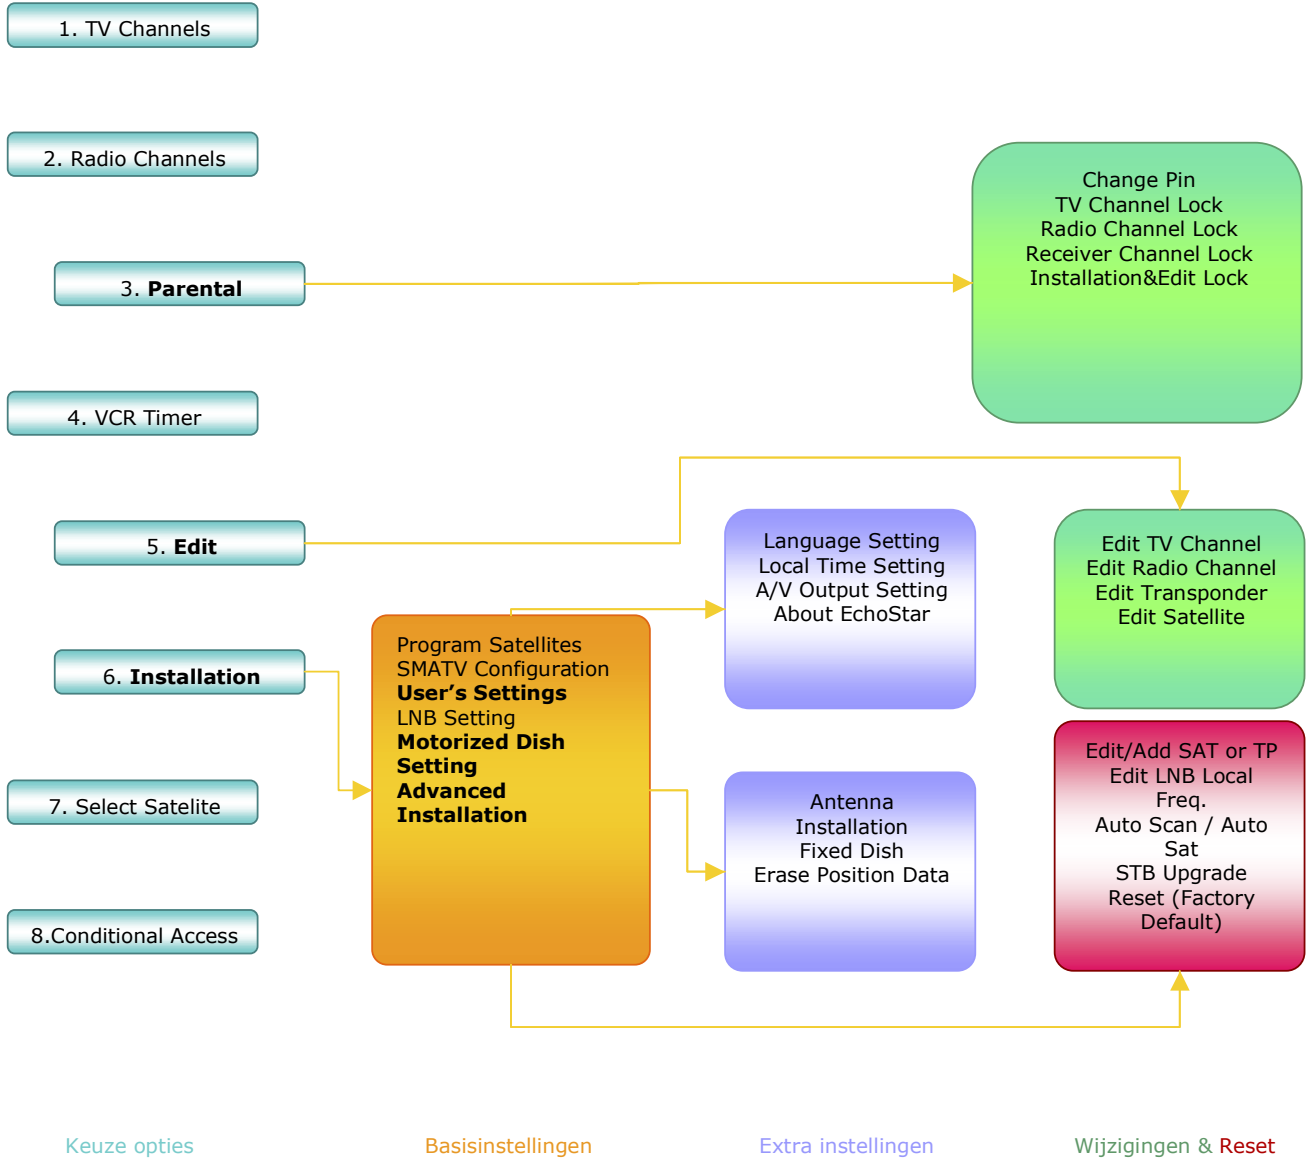 1. TV Channels
2. Radio Channels
3. Parental
4. VCR Timer
5. Edit
6. Installation
7. Select Satelite
8.Conditional Access
Program Satellites
SMATV Configuration
User’s Settings
LNB Setting
Motorized Dish
Setting
Advanced
Installation
Language Setting
Local Time Setting
A/V Output Setting
About EchoStar
Antenna
Installation
Fixed Dish
Erase Position Data
Change Pin
TV Channel Lock
Radio Channel Lock
Receiver Channel Lock
Installation&Edit Lock
Edit TV Channel
Edit Radio Channel
Edit Transponder
Edit Satellite
Edit/Add SAT or TP
Edit LNB Local
Freq.
Auto Scan / Auto
Sat
STB Upgrade
Reset (Factory
Default)
Keuze opties
Basisinstellingen
Extra instellingen
Wijzigingen & Reset